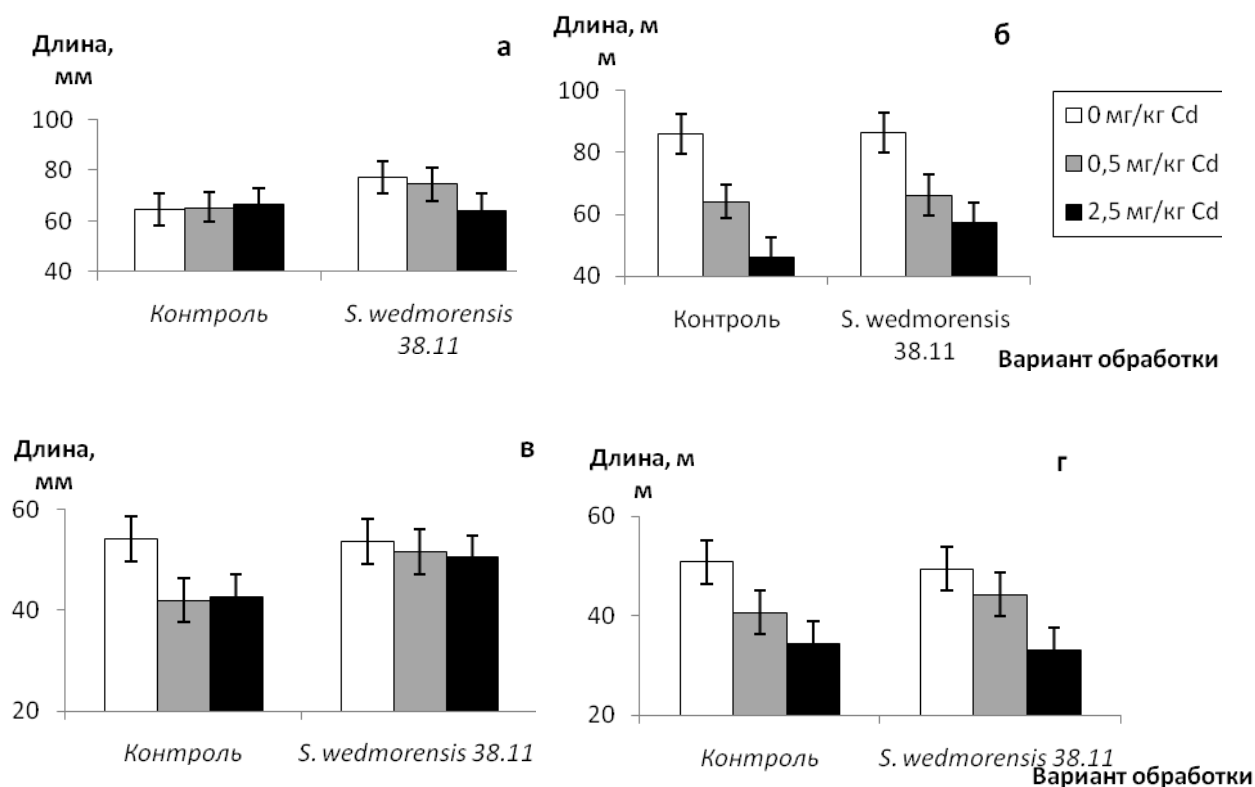 Длина,
мм
а
100
80
60
40
Контроль
S. wedmorensis
38.11
Длина, м
м
б
100
80
60
40
Контроль
S. wedmorensis
38.11
Вариант обработки
0 мг/кг Cd
0,5 мг/кг Cd
2,5 мг/кг Cd
Длина,
мм
в
60
40
20
Контроль
S. wedmorensis 38.11
Длина, м
м
г
60
40
20
Контроль
S. wedmorensis 38.11
Вариант обработки